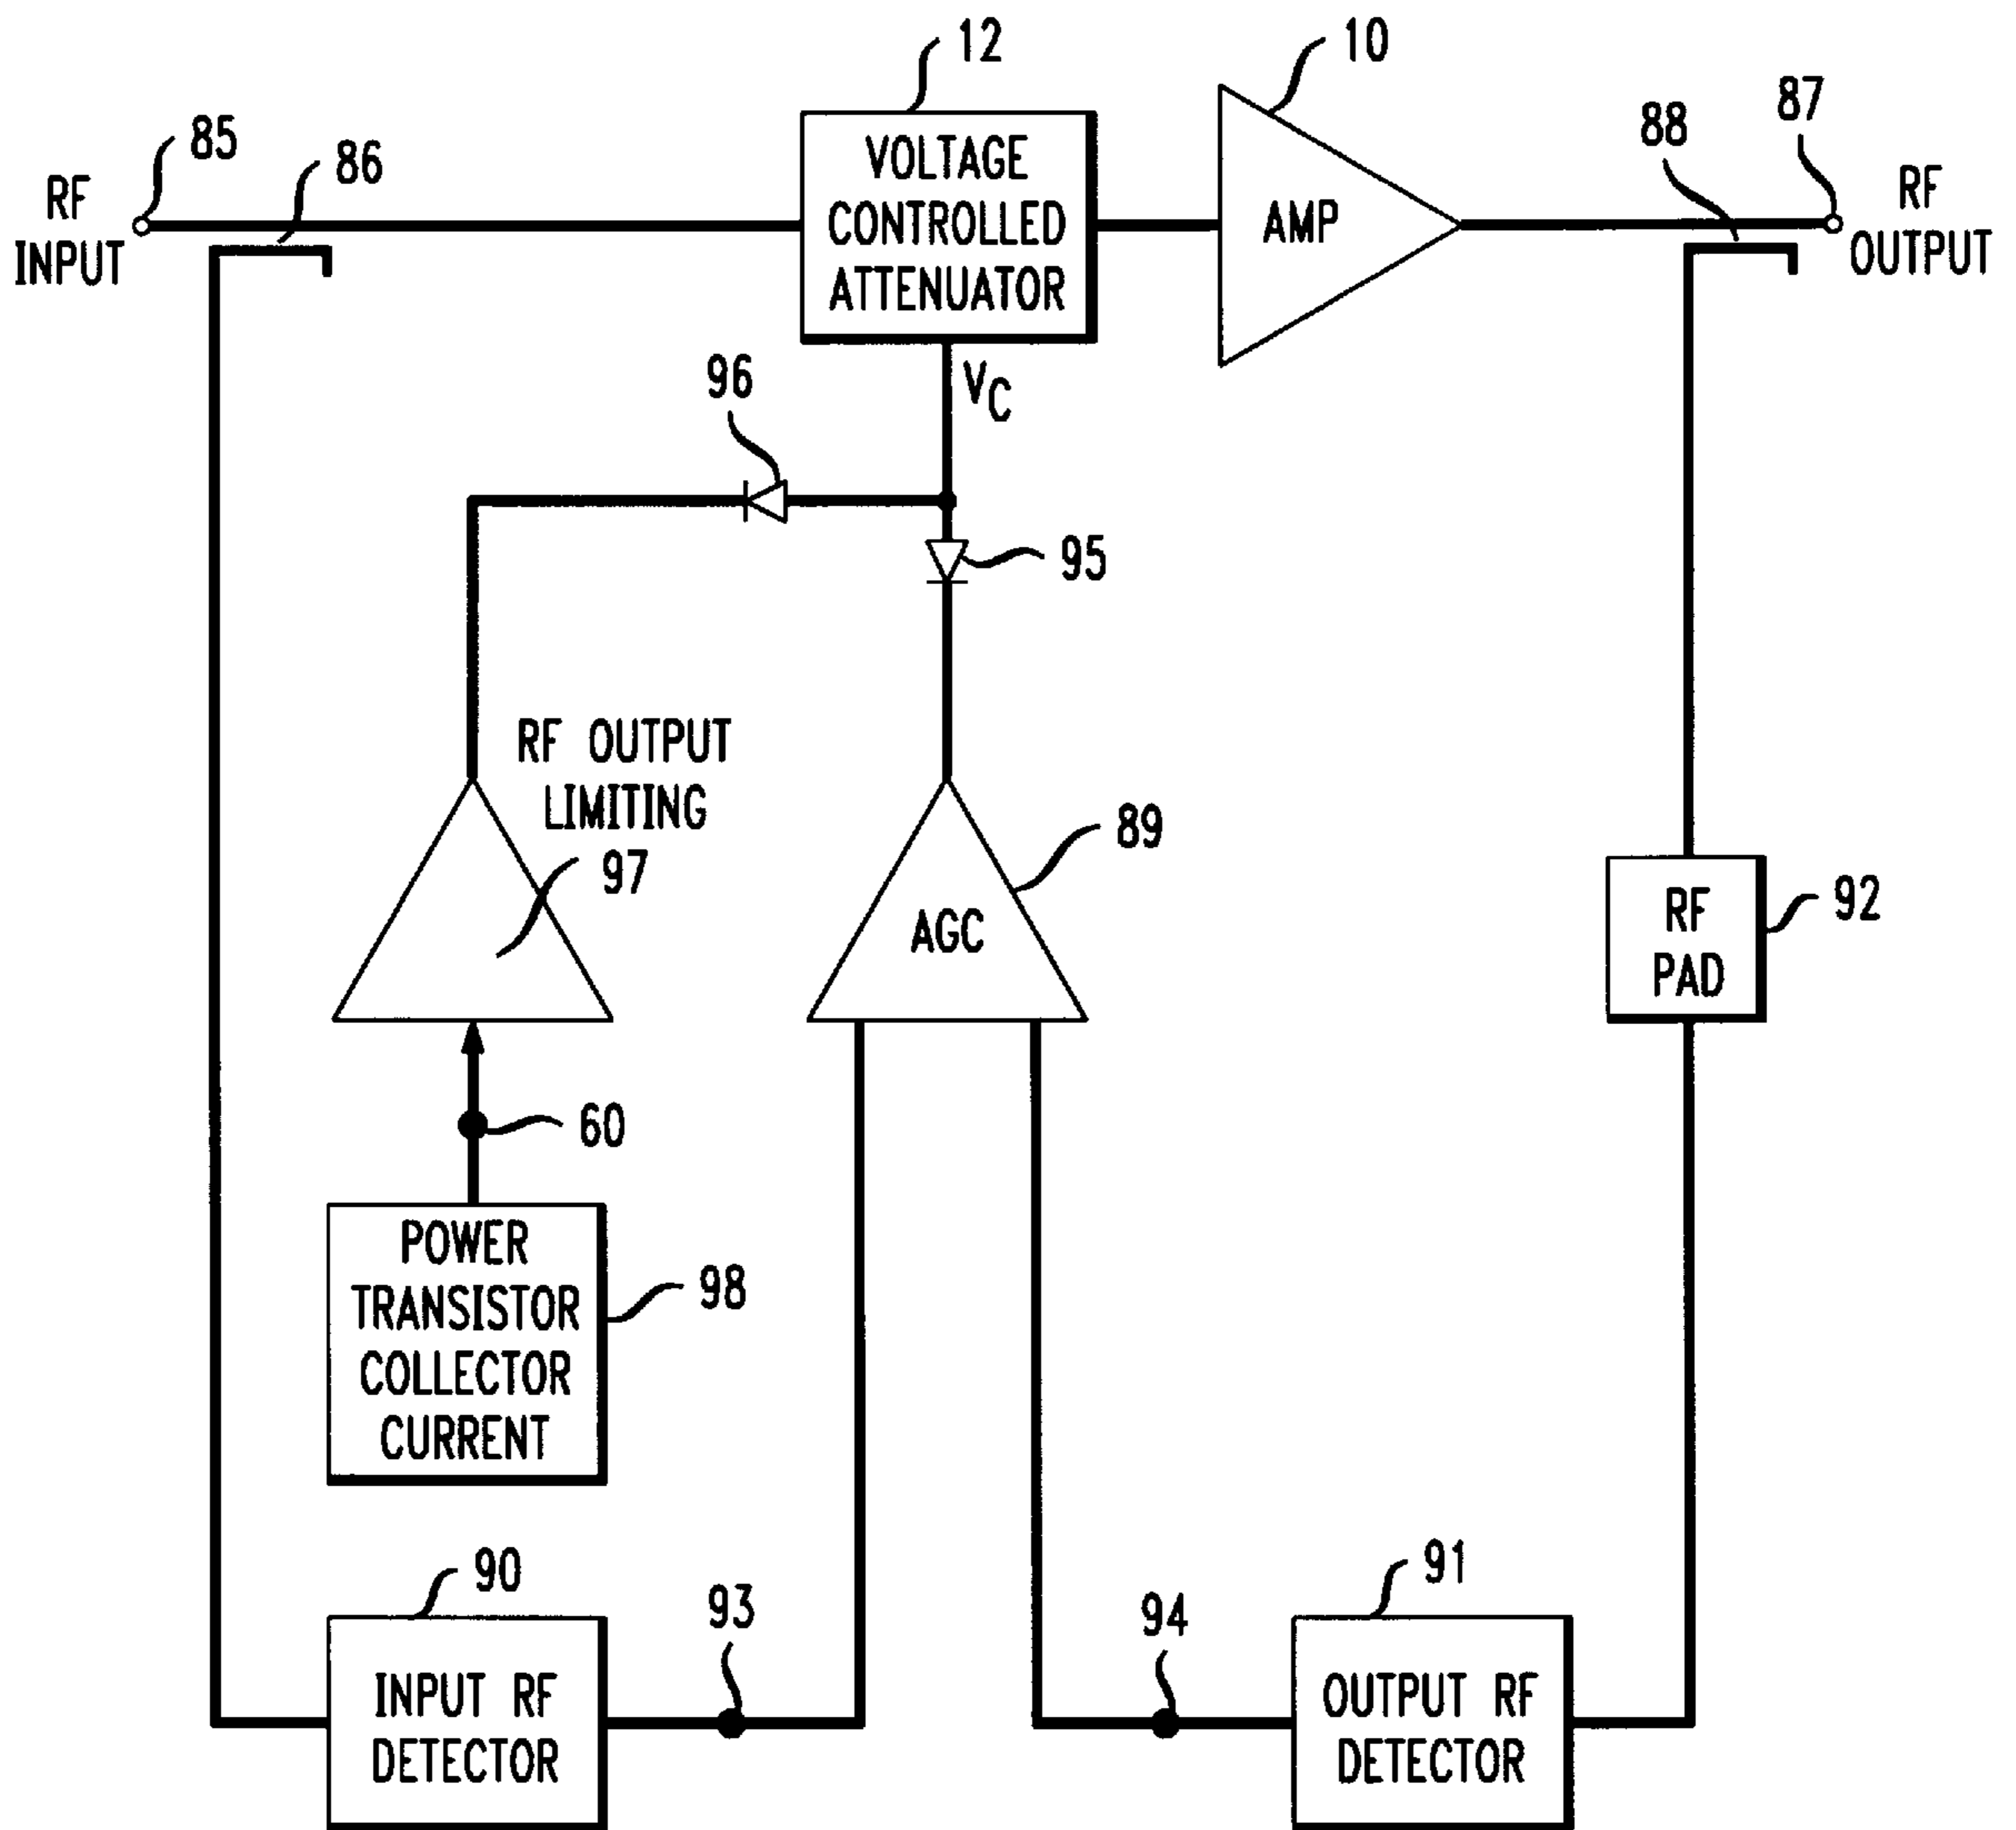 12
10
87
85
86
88
RF
INPUT
VOLTAGE
CONTROLLED
ATTENUATOR
AMP
RF
OUTPUT
VC
96
95
RF OUTPUT
LIMITING
97
89
AGC
RF
PAD
92
60
POWER
TRANSISTOR
COLLECTOR
CURRENT
98
90
93
94
91
INPUT RF
DETECTOR
OUTPUT RF
DETECTOR